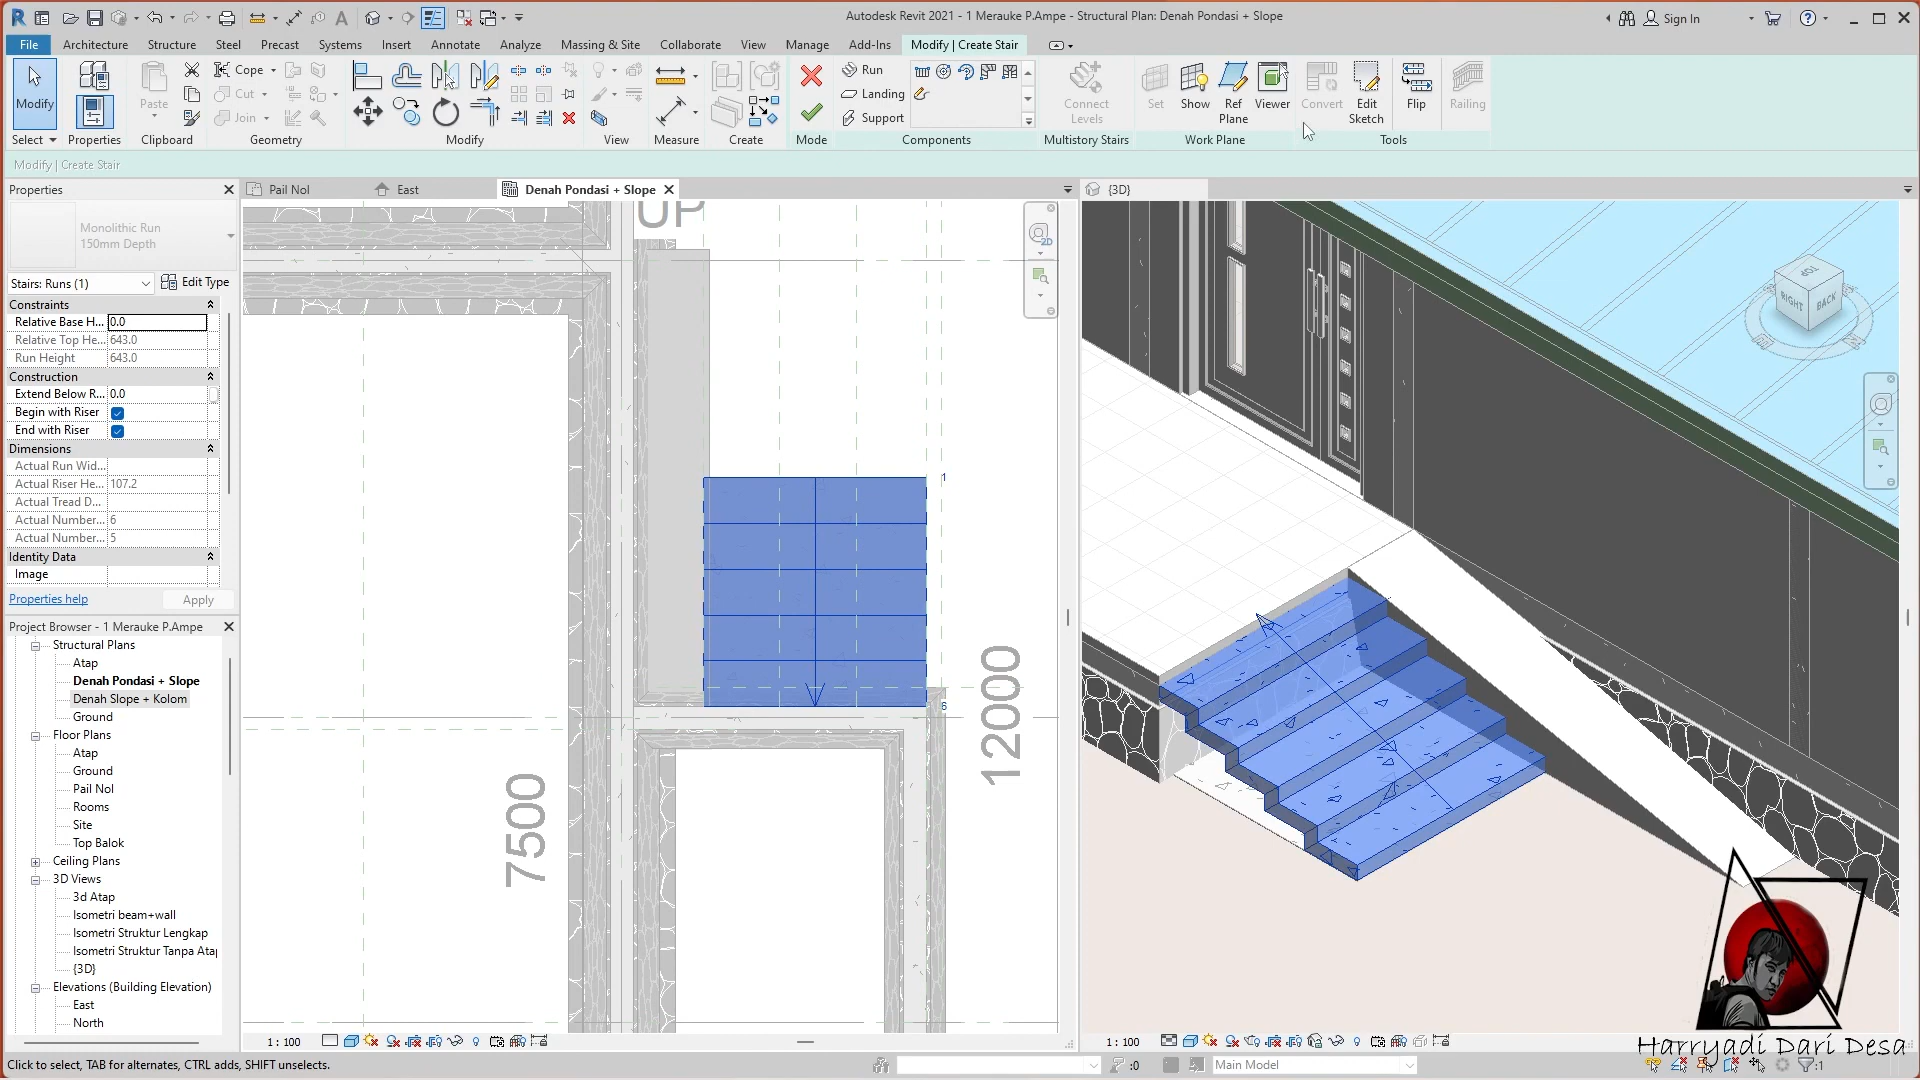 Autodesk Revit 2021 - 1 Merauke P.Ampe - Structural Plan: Denah Pondasi + Slope
Sign In
File Architecture Structure Steel Precast Systems Insert Annotate Analyze Massing & Site Collaborate View Manage Add-Ins Modify | Create Stair
Modify
Paste
Cope
Cut
Join
Run
Landing
Support
Connect
Levels
Set
Show
Ref
Plane
Viewer
Convert
Edit
Sketch
Flip
Railing
Select Properties Clipboard Geometry Modify View Measure Create Mode Components Multistory Stairs Work Plane Tools
Modify | Create Stair
Properties
Pail Nol
East
Denah Pondasi + Slope
{3D}
Monolithic Run
150mm Depth
Stairs: Runs (1)
Edit Type
Constraints
Relative Base H... 0.0
Relative Top He... 643.0
Run Height 643.0
Construction
Extend Below R... 0.0
Begin with Riser
End with Riser
Dimensions
Actual Run Wid...
Actual Riser He... 107.2
Actual Tread D...
Actual Number... 6
Actual Number... 5
Identity Data
Image
Properties help
Apply
Project Browser - 1 Merauke P.Ampe
Structural Plans
Atap
Denah Pondasi + Slope
Denah Slope + Kolom
Ground
Floor Plans
Atap
Ground
Pail Nol
Rooms
Site
Top Balok
Ceiling Plans
3D Views
3d Atap
Isometri beam+wall
Isometri Struktur Lengkap
Isometri Struktur Tanpa Atap
{3D}
Elevations (Building Elevation)
East
North
UP
2D
1
6
12000
7500
TOP
RIGHT
BACK
1 : 100
1 : 100
Click to select, TAB for alternates, CTRL adds, SHIFT unselects.
:0
Main Model
:1
Harryadi Dari Desa